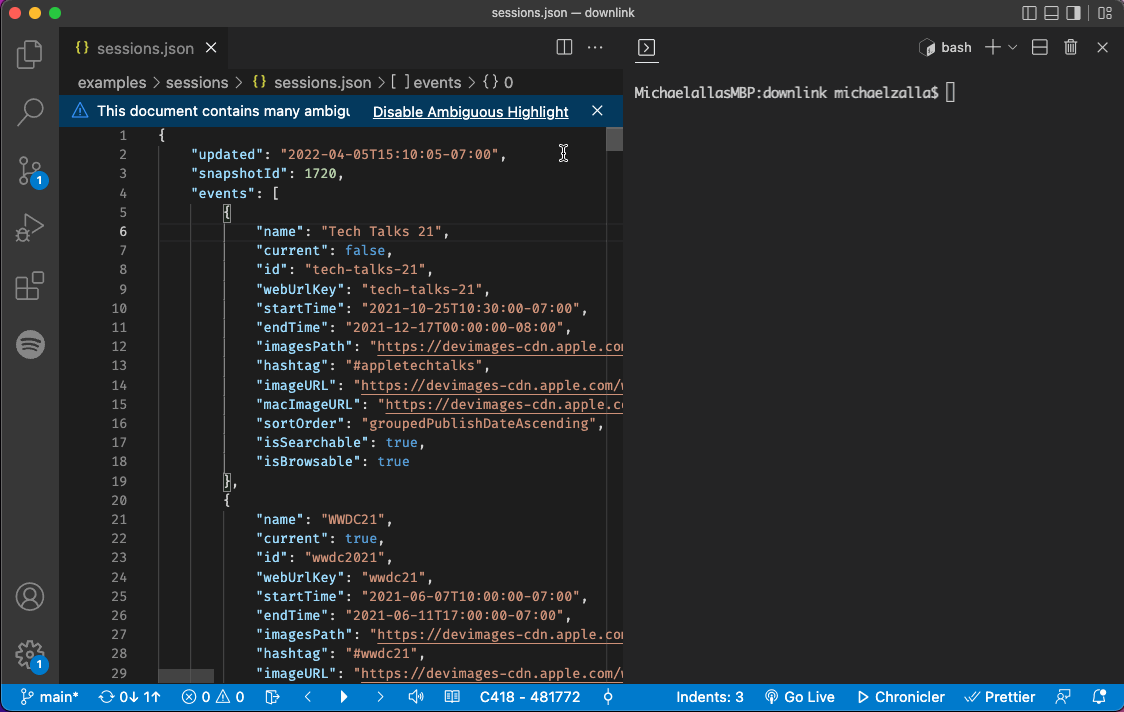 sessions.json — downlink
{} sessions.json
bash
examples > sessions > {} sessions.json > [ ] events > {} 0
This document contains many ambigu Disable Ambiguous Highlight
MichaelallasMBP:downlink michaelzalla$
1 {
2 "updated": "2022-04-05T15:10:05-07:00",
3 "snapshotId": 1720,
4 "events": [
5 {
6 "name": "Tech Talks 21",
7 "current": false,
8 "id": "tech-talks-21",
9 "webUrlKey": "tech-talks-21",
10 "startTime": "2021-10-25T10:30:00-07:00",
11 "endTime": "2021-12-17T00:00:00-08:00",
12 "imagesPath": "https://devimages-cdn.apple.co
13 "hashtag": "#appletechtalks",
14 "imageURL": "https://devimages-cdn.apple.com/
15 "macImageURL": "https://devimages-cdn.apple.c
16 "sortOrder": "groupedPublishDateAscending",
17 "isSearchable": true,
18 "isBrowsable": true
19 },
20 {
21 "name": "WWDC21",
22 "current": true,
23 "id": "wwdc2021",
24 "webUrlKey": "wwdc21",
25 "startTime": "2021-06-07T10:00:00-07:00",
26 "endTime": "2021-06-11T17:00:00-07:00",
27 "imagesPath": "https://devimages-cdn.apple.co
28 "hashtag": "#wwdc21",
29 "imageURL": "https://devimages-cdn.apple.com/
1
1
main* 0↓ 1↑ 0 0 C418 - 481772 Indents: 3 Go Live Chronicler Prettier